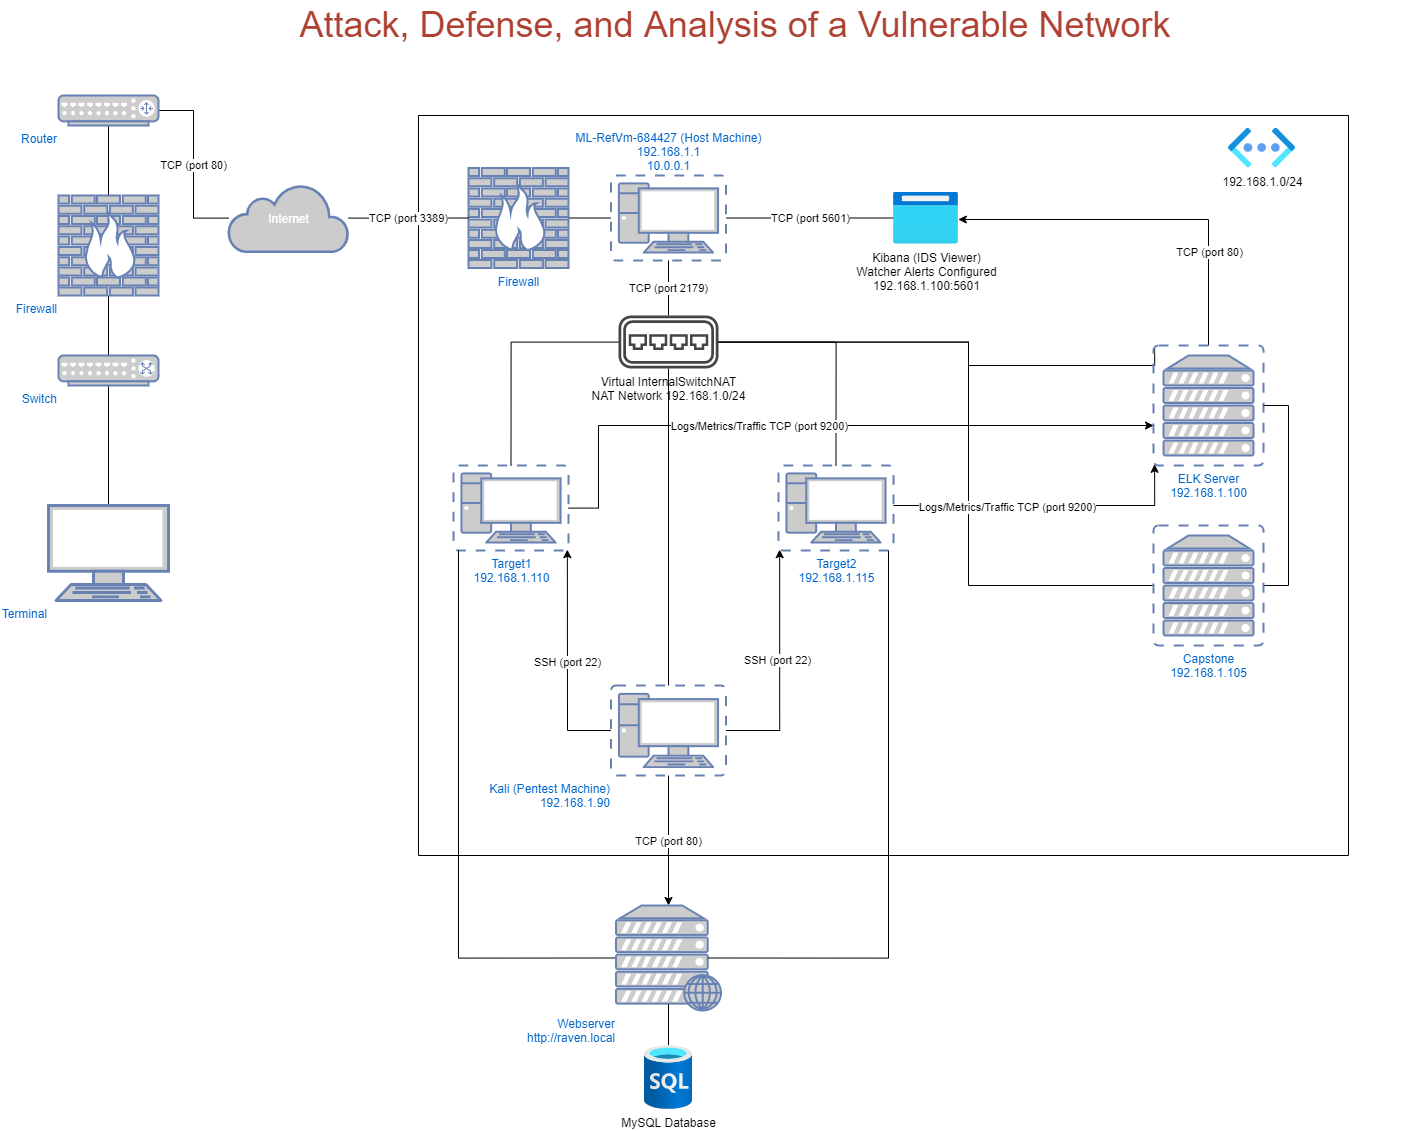 Attack, Defense, and Analysis of a Vulnerable Network
Router
TCP (port 80)
Internet
Firewall
Switch
Terminal
TCP (port 3389)
Firewall
ML-RefVm-684427 (Host Machine)
192.168.1.1
10.0.0.1
TCP (port 5601)
Kibana (IDS Viewer)
Watcher Alerts Configured
192.168.1.100:5601
192.168.1.0/24
TCP (port 80)
TCP (port 2179)
Virtual InternalSwitchNAT
NAT Network 192.168.1.0/24
Logs/Metrics/Traffic TCP (port 9200)
ELK Server
192.168.1.100
Logs/Metrics/Traffic TCP (port 9200)
Target1
192.168.1.110
Target2
192.168.1.115
Capstone
192.168.1.105
SSH (port 22)
SSH (port 22)
Kali (Pentest Machine)
192.168.1.90
TCP (port 80)
Webserver
http://raven.local
SQL
MySQL Database